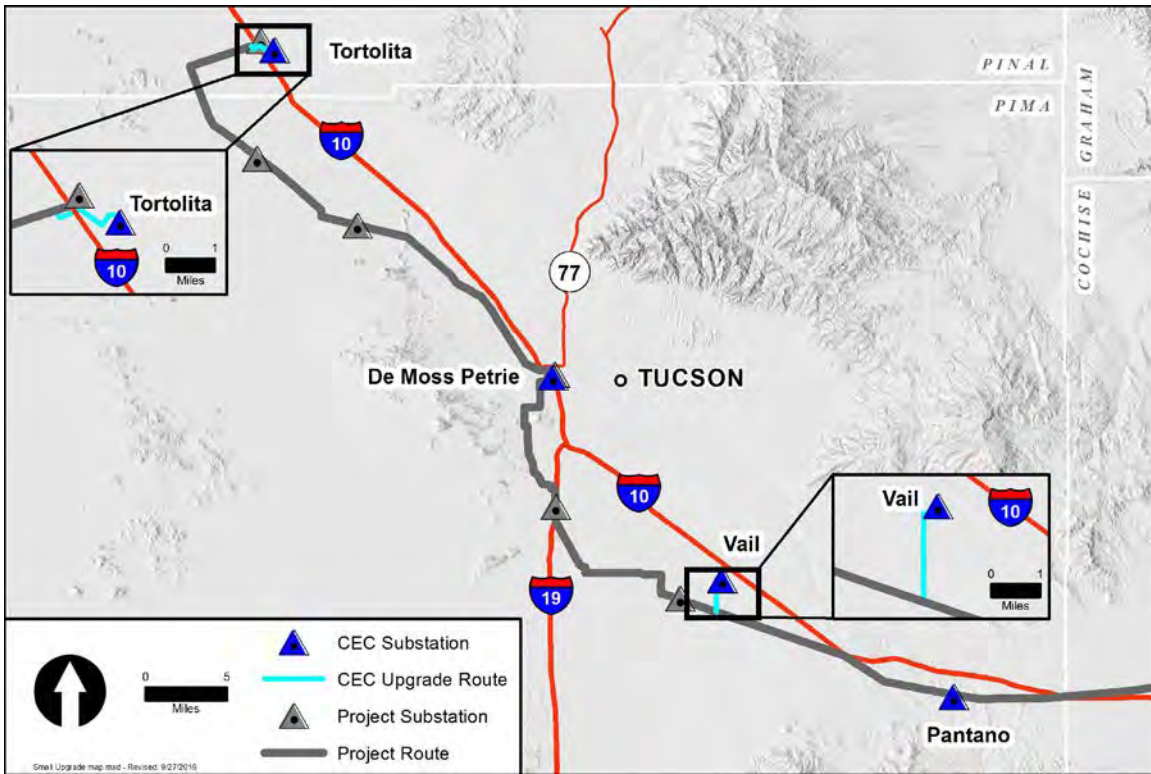 Tortolita
PINAL
PIMA
GRAHAM
COCHISE
10
Tortolita
0 1
Miles
10
77
De Moss Petrie
TUCSON
10
Vail
Vail
10
0 1
Miles
19
Pantano
CEC Substation
CEC Upgrade Route
Project Substation
Project Route
0 5
Miles
Small Upgrade map mxd - Revised: 9/27/2016